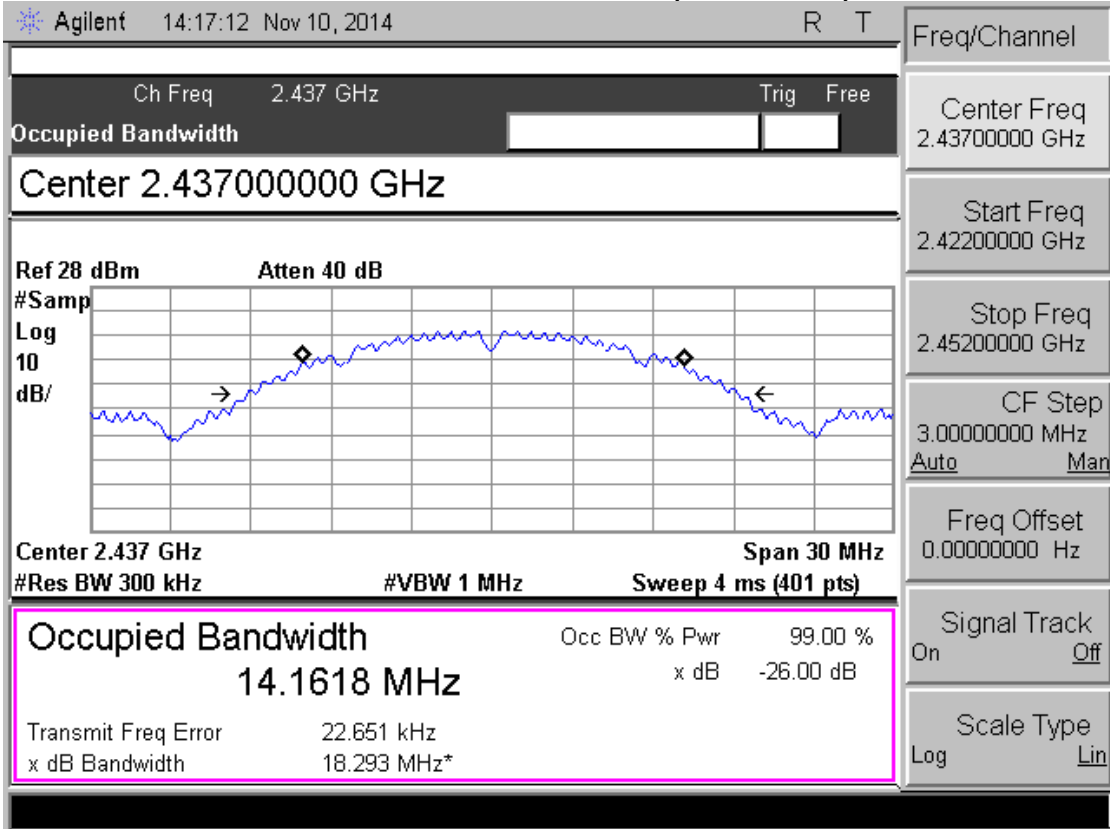 Agilent 14:17:12 Nov 10, 2014 R T
Freq/Channel
Ch Freq 2.437 GHz Trig Free
Occupied Bandwidth
Center 2.437000000 GHz
Ref 28 dBm Atten 40 dB
#Samp
Log
10
dB/
Center 2.437 GHz Span 30 MHz
#Res BW 300 kHz #VBW 1 MHz Sweep 4 ms (401 pts)
Occupied Bandwidth Occ BW % Pwr 99.00 %
14.1618 MHz x dB -26.00 dB
Transmit Freq Error 22.651 kHz
x dB Bandwidth 18.293 MHz*
Center Freq
2.43700000 GHz
Start Freq
2.42200000 GHz
Stop Freq
2.45200000 GHz
CF Step
3.00000000 MHz
Auto Man
Freq Offset
0.00000000 Hz
Signal Track
On Off
Scale Type
Log Lin